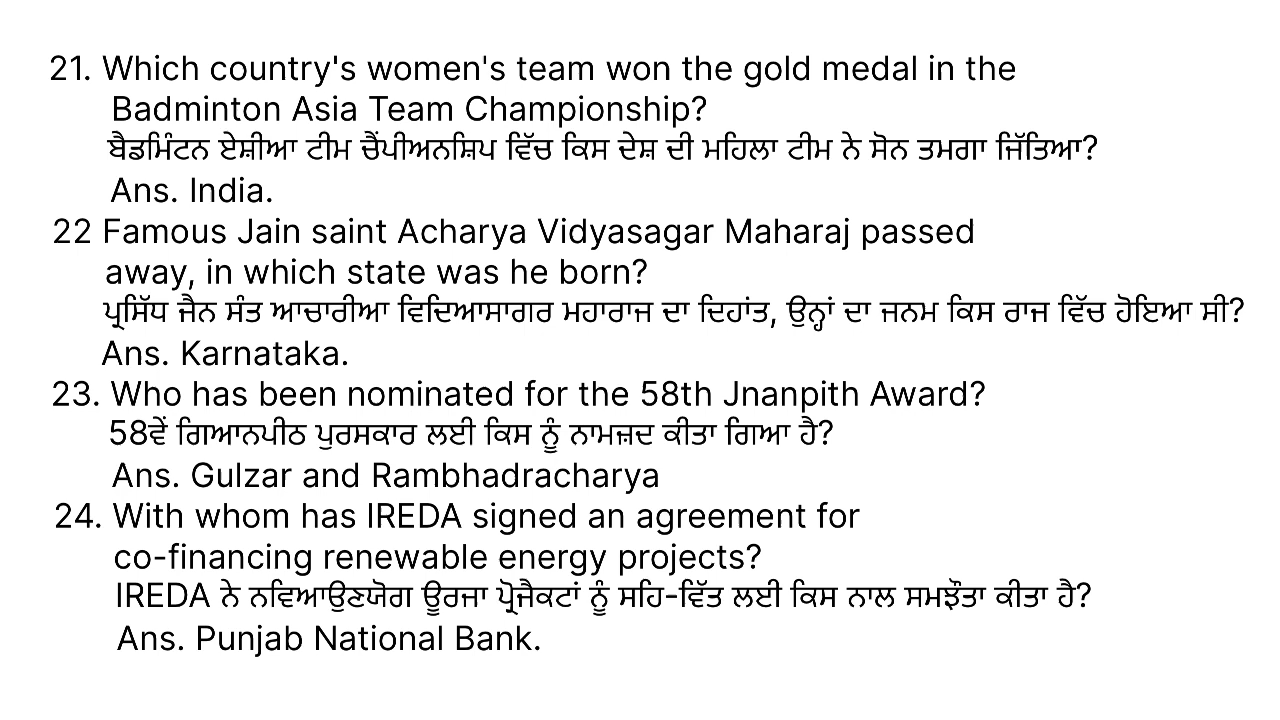 21. Which country's women's team won the gold medal in the
Badminton Asia Team Championship?
ਬੈਡਮਿੰਟਨ ਏਸ਼ੀਆ ਟੀਮ ਚੈਂਪੀਅਨਸ਼ਿਪ ਵਿੱਚ ਕਿਸ ਦੇਸ਼ ਦੀ ਮਹਿਲਾ ਟੀਮ ਨੇ ਸੋਨ ਤਮਗਾ ਜਿੱਤਿਆ?
Ans. India.
22 Famous Jain saint Acharya Vidyasagar Maharaj passed
away, in which state was he born?
ਪ੍ਰਸਿੱਧ ਜੈਨ ਸੰਤ ਆਚਾਰੀਆ ਵਿਦਿਆਸਾਗਰ ਮਹਾਰਾਜ ਦਾ ਦਿਹਾਂਤ, ਉਨ੍ਹਾਂ ਦਾ ਜਨਮ ਕਿਸ ਰਾਜ ਵਿੱਚ ਹੋਇਆ ਸੀ?
Ans. Karnataka.
23. Who has been nominated for the 58th Jnanpith Award?
58ਵੇਂ ਗਿਆਨਪੀਠ ਪੁਰਸਕਾਰ ਲਈ ਕਿਸ ਨੂੰ ਨਾਮਜ਼ਦ ਕੀਤਾ ਗਿਆ ਹੈ?
Ans. Gulzar and Rambhadracharya
24. With whom has IREDA signed an agreement for
co-financing renewable energy projects?
IREDA ਨੇ ਨਵਿਆਉਣਯੋਗ ਊਰਜਾ ਪ੍ਰੋਜੈਕਟਾਂ ਨੂੰ ਸਹਿ-ਵਿੱਤ ਲਈ ਕਿਸ ਨਾਲ ਸਮਝੌਤਾ ਕੀਤਾ ਹੈ?
Ans. Punjab National Bank.